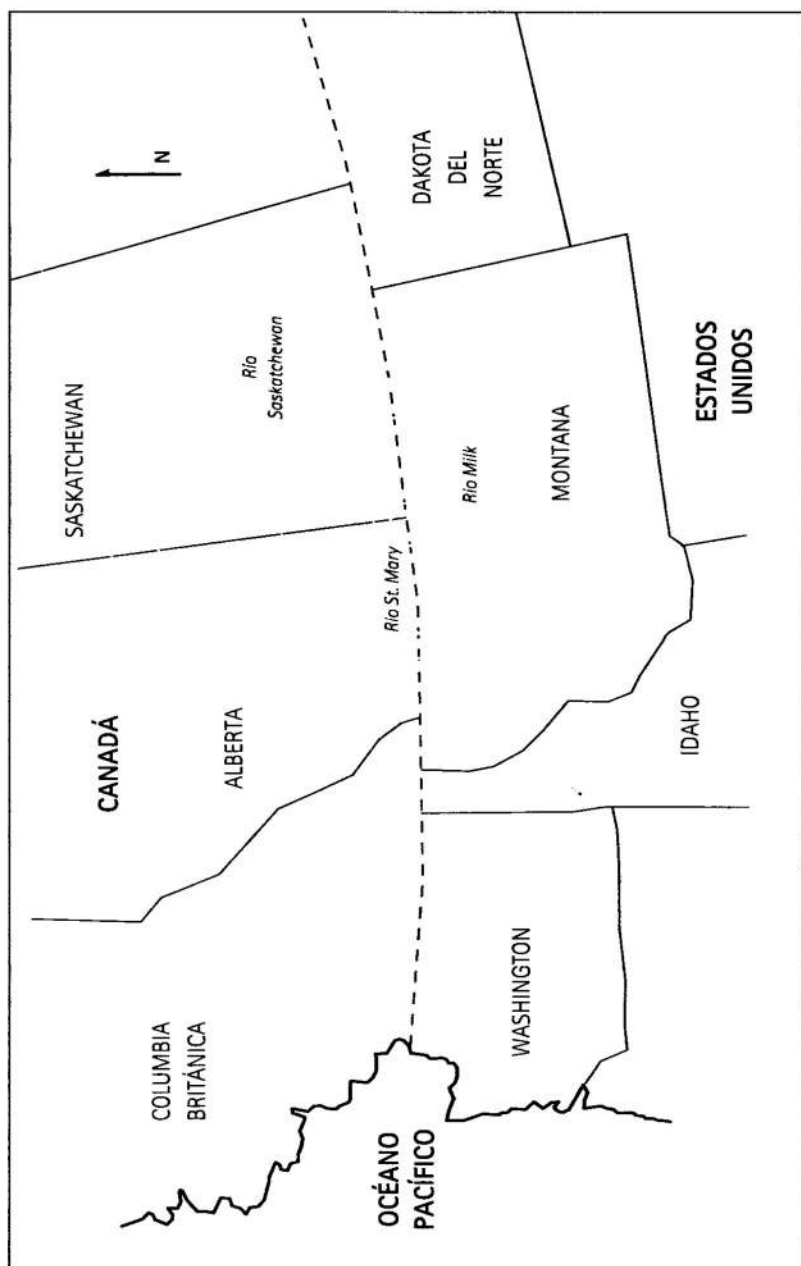 N
CANADÁ
COLUMBIA
BRITÁNICA
ALBERTA
SASKATCHEWAN
Río
Saskatchewan
Río St. Mary
OCÉANO
PACÍFICO
WASHINGTON
IDAHO
Río Milk
MONTANA
DAKOTA
DEL
NORTE
ESTADOS
UNIDOS